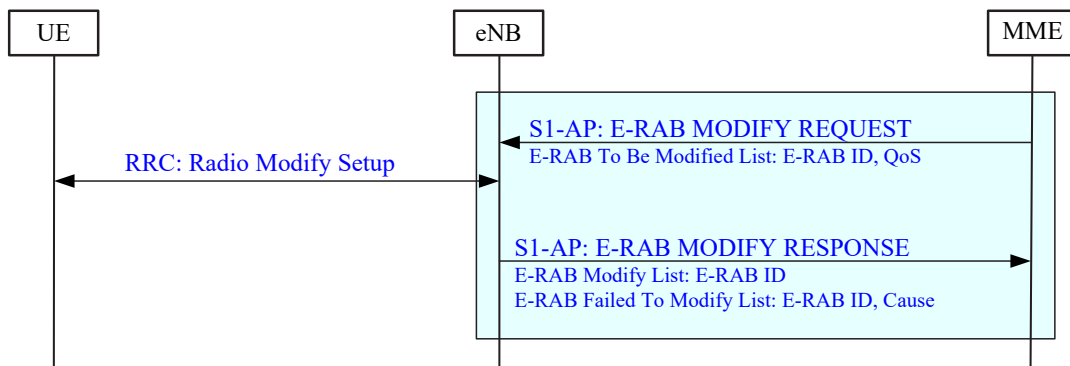 UE
eNB
MME
S1-AP: E-RAB MODIFY REQUEST
E-RAB To Be Modified List: E-RAB ID, QoS
RRC: Radio Modify Setup
S1-AP: E-RAB MODIFY RESPONSE
E-RAB Modify List: E-RAB ID
E-RAB Failed To Modify List: E-RAB ID, Cause